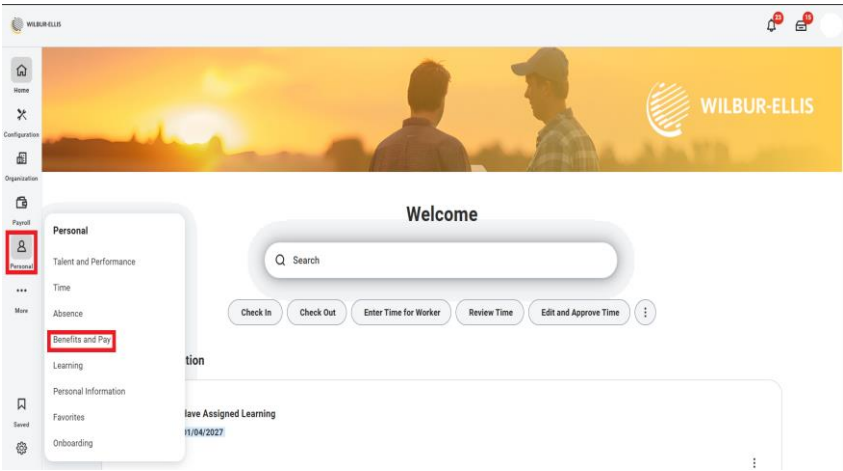 WILBUR-ELLIS
33
15
Home
Configuration
Organization
Payroll
Personal
More
Saved
WILBUR-ELLIS
Personal
Talent and Performance
Time
Absence
Benefits and Pay
Learning
Personal Information
Favorites
Onboarding
Welcome
Search
Check In Check Out Enter Time for Worker Review Time Edit and Approve Time
tion
Have Assigned Learning
01/04/2027